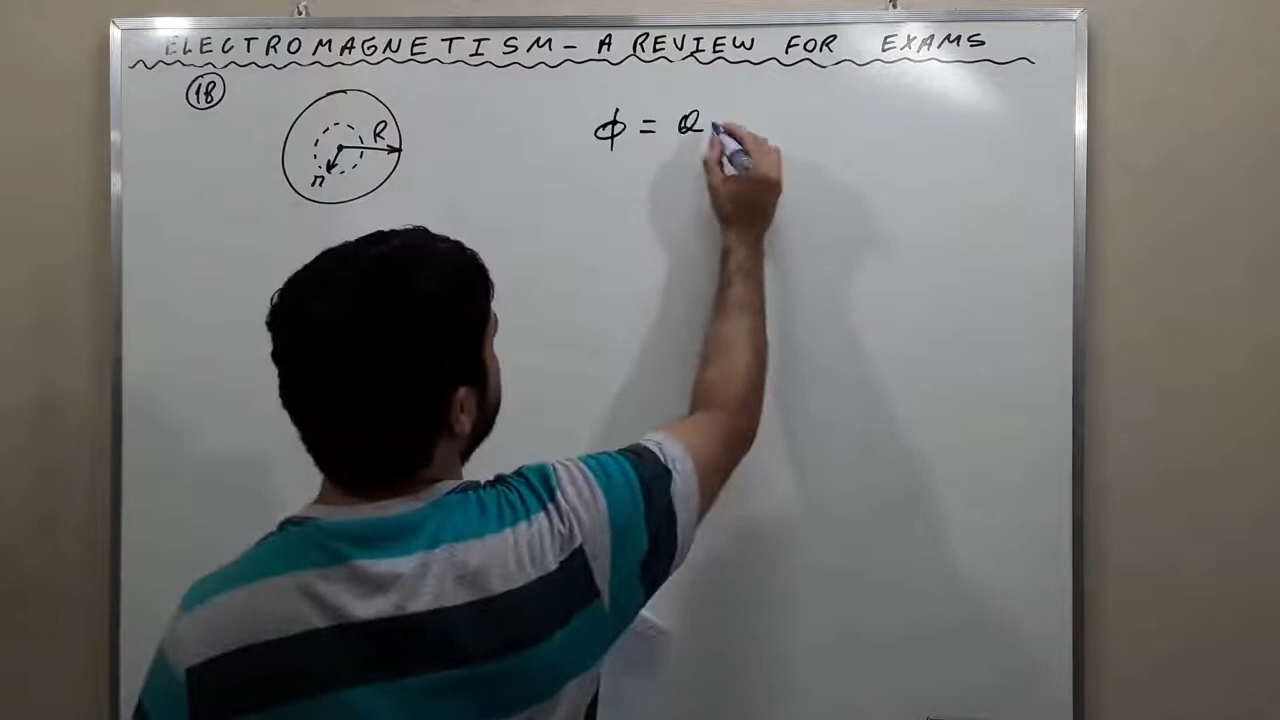 ELECTROMAGNETISM - A REVIEW FOR EXAMS
18
R
r
ϕ = Q